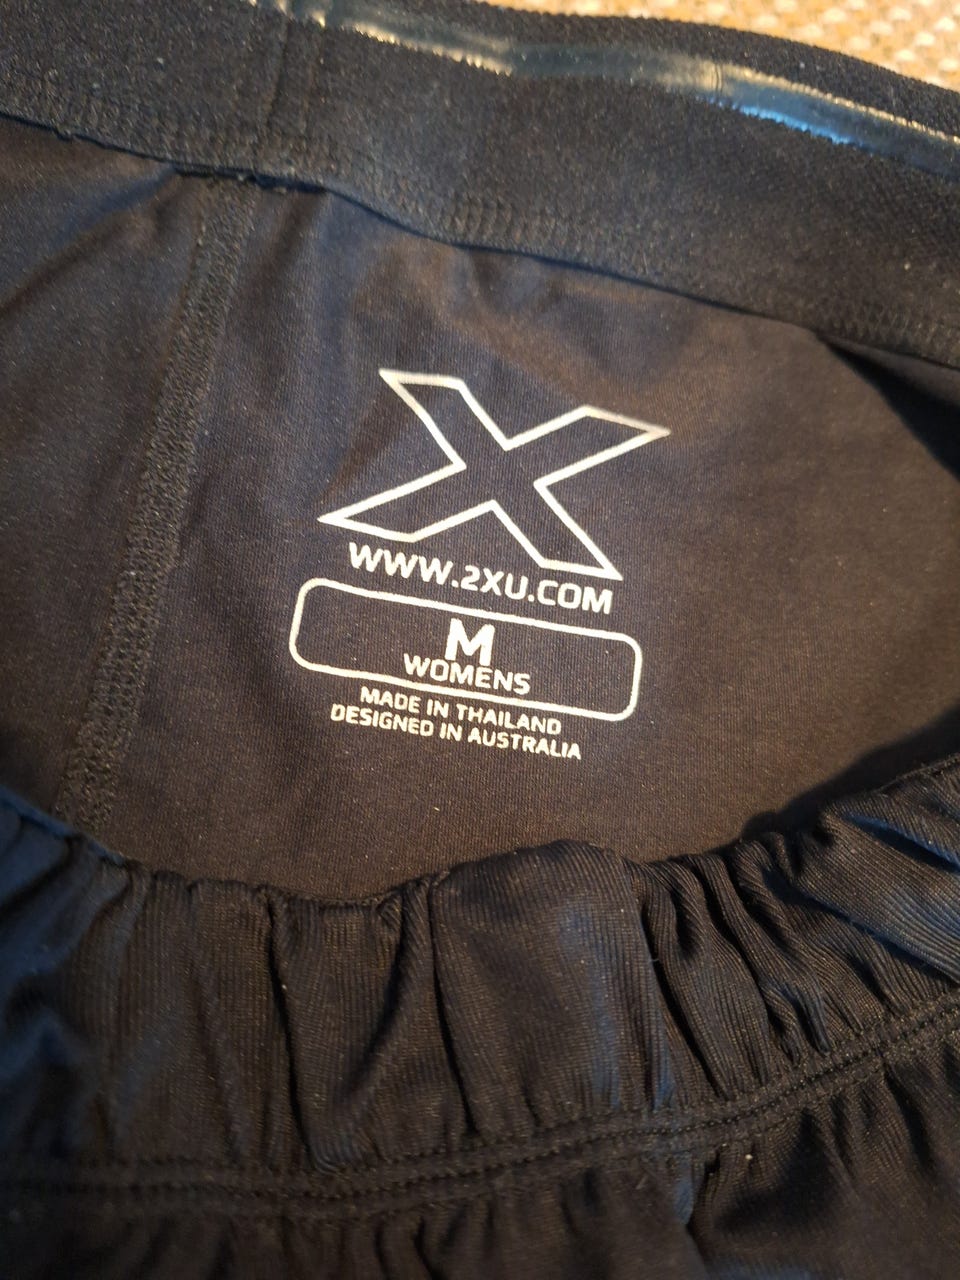 X
WWW.2XU.COM
M
WOMENS
MADE IN THAILAND
DESIGNED IN AUSTRALIA